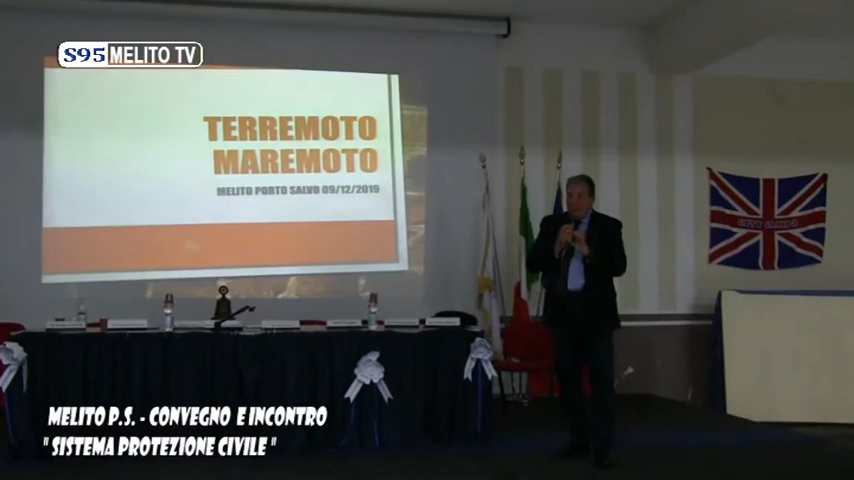 S95 MELITO TV
TERREMOTO
MAREMOTO
MELITO PORTO SALVO 09/12/2019
MELITO P.S. - CONVEGNO E INCONTRO
" SISTEMA PROTEZIONE CIVILE "